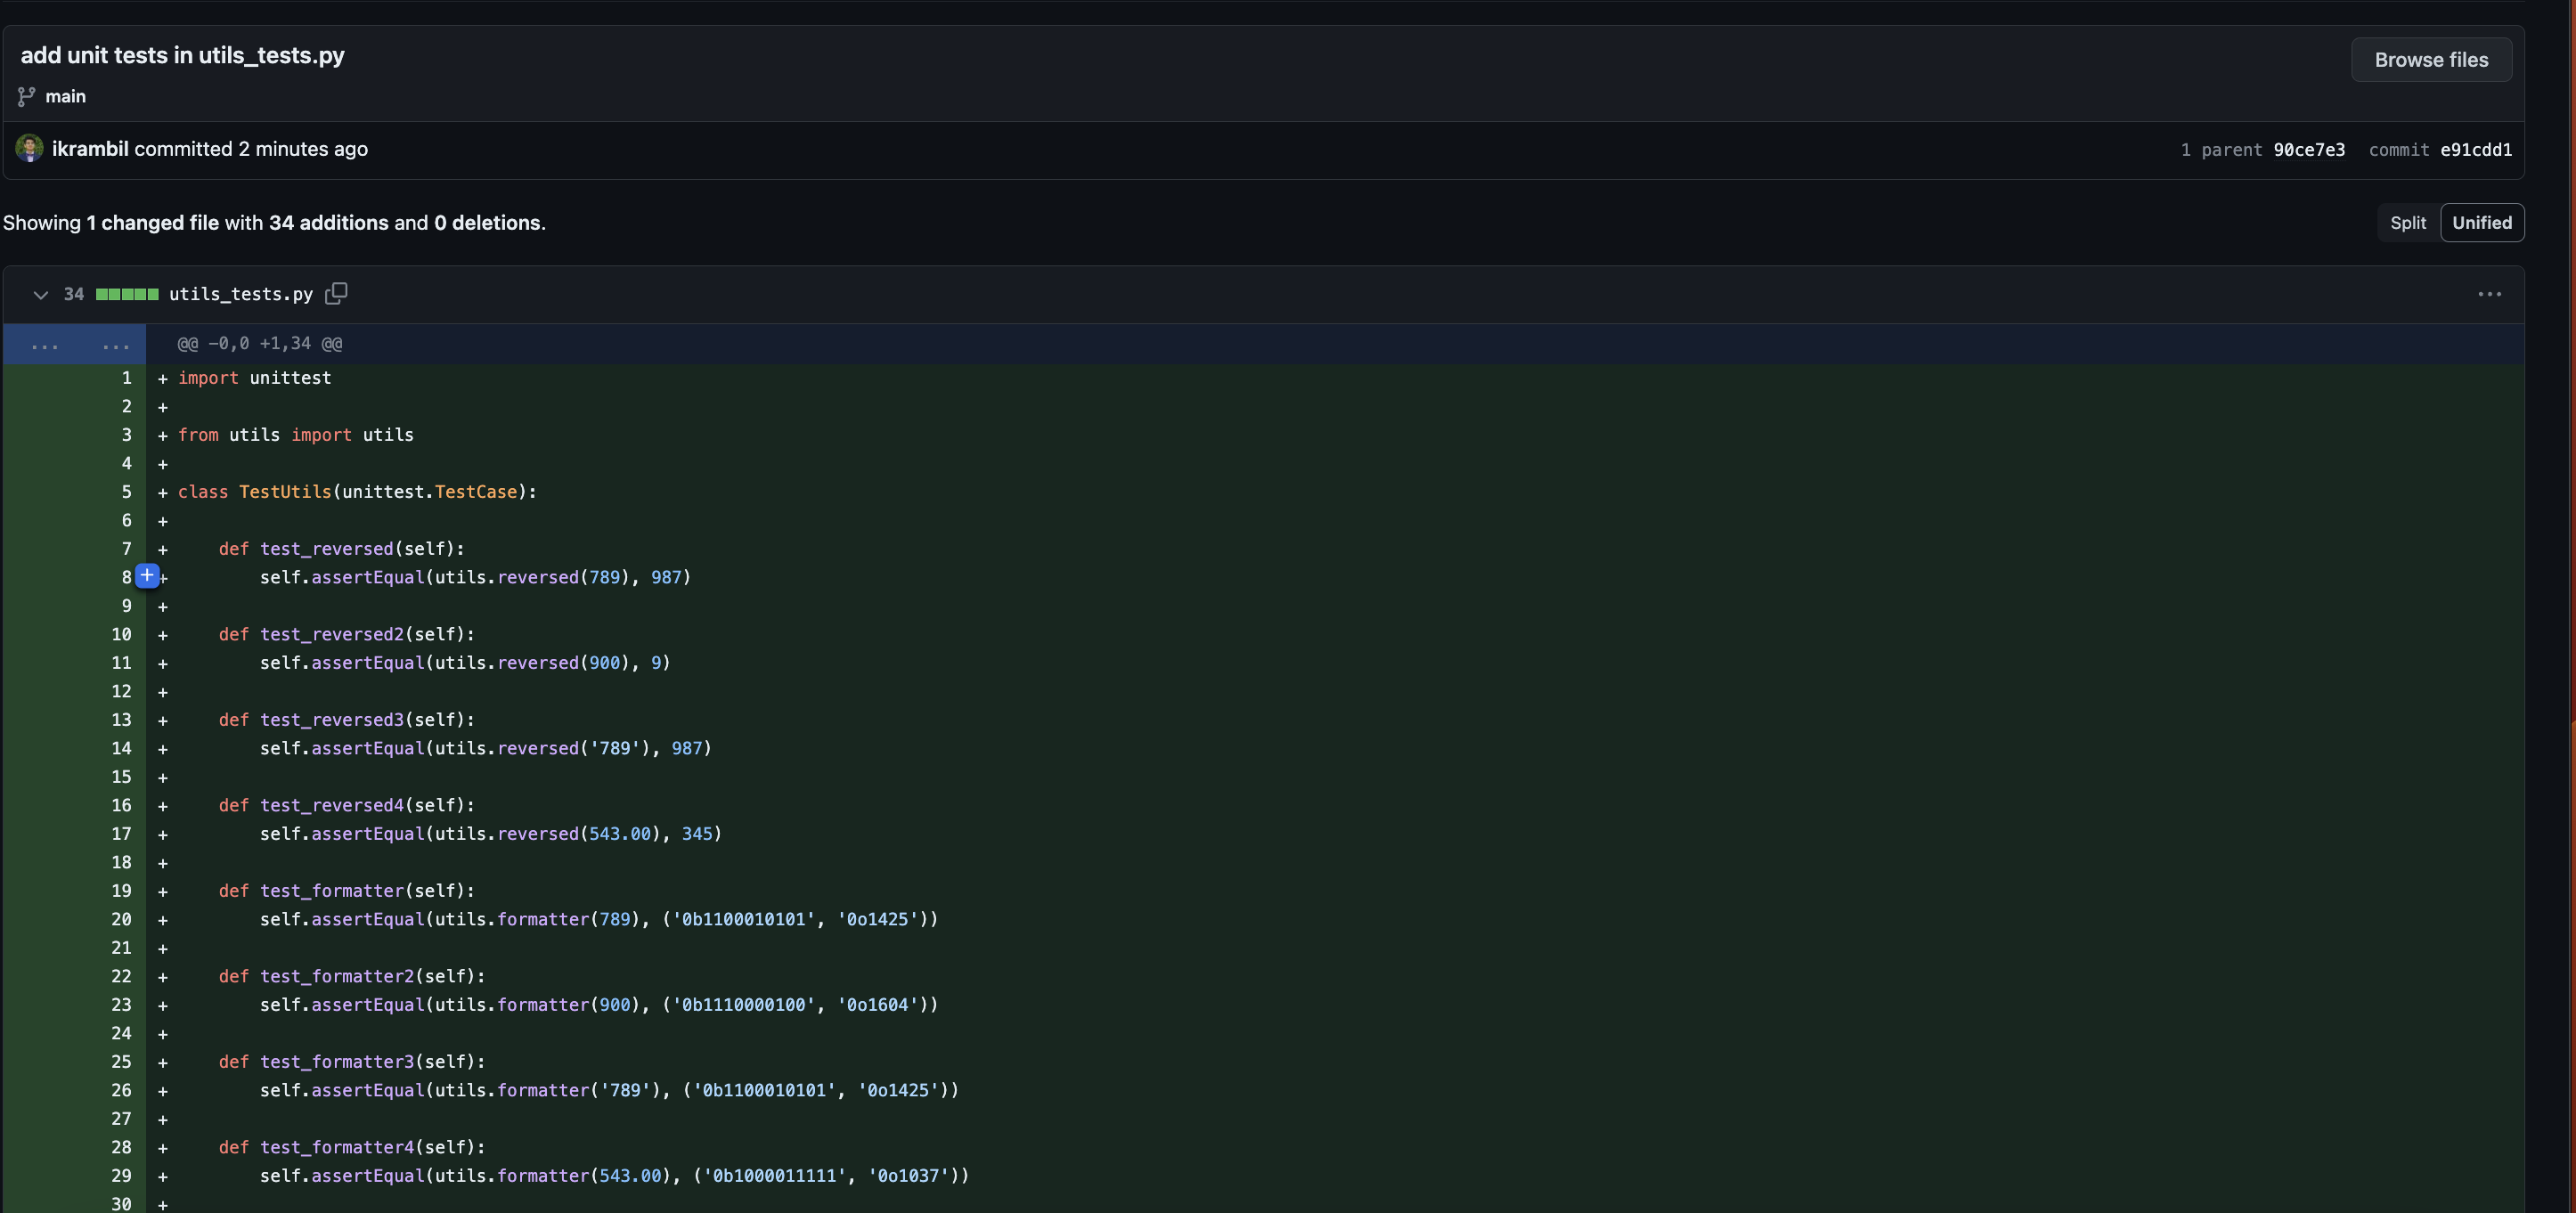 add unit tests in utils_tests.py
Browse files
main
ikrambil committed 2 minutes ago
1 parent 90ce7e3 commit e91cdd1
Showing 1 changed file with 34 additions and 0 deletions.
Split Unified
34 utils_tests.py
...
... ... @@ -0,0 +1,34 @@
1 + import unittest
2 +
3 + from utils import utils
4 +
5 + class TestUtils(unittest.TestCase):
6 +
7 +     def test_reversed(self):
8 + +         self.assertEqual(utils.reversed(789), 987)
9 +
10 +     def test_reversed2(self):
11 +         self.assertEqual(utils.reversed(900), 9)
12 +
13 +     def test_reversed3(self):
14 +         self.assertEqual(utils.reversed('789'), 987)
15 +
16 +     def test_reversed4(self):
17 +         self.assertEqual(utils.reversed(543.00), 345)
18 +
19 +     def test_formatter(self):
20 +         self.assertEqual(utils.formatter(789), ('0b1100010101', '0o1425'))
21 +
22 +     def test_formatter2(self):
23 +         self.assertEqual(utils.formatter(900), ('0b1110000100', '0o1604'))
24 +
25 +     def test_formatter3(self):
26 +         self.assertEqual(utils.formatter('789'), ('0b1100010101', '0o1425'))
27 +
28 +     def test_formatter4(self):
29 +         self.assertEqual(utils.formatter(543.00), ('0b1000011111', '0o1037'))
30 +